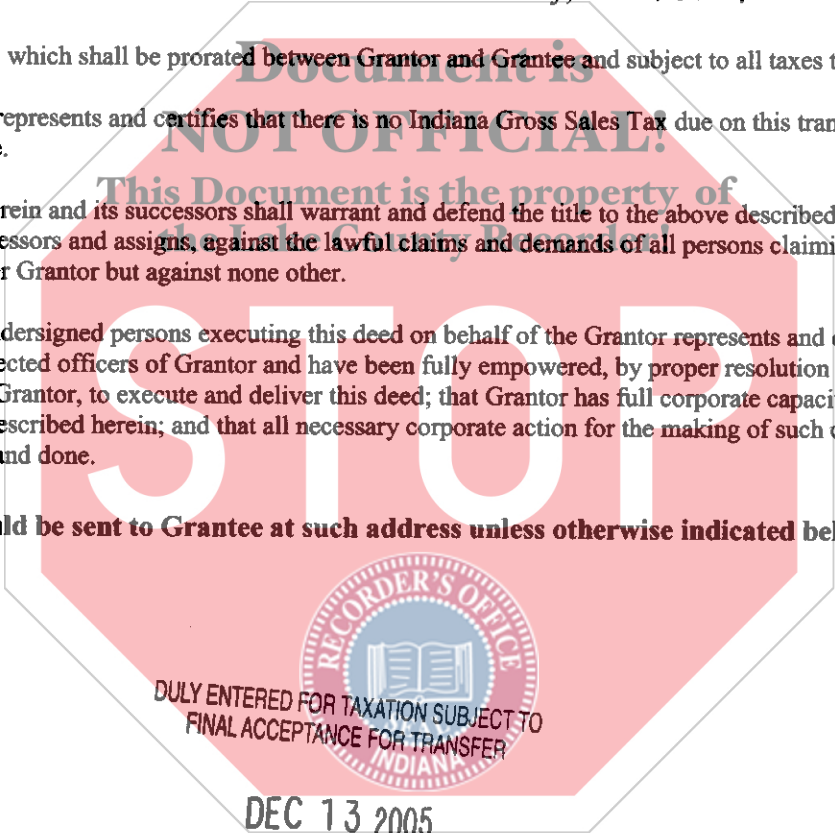 Document is
which shall be prorated between Grantor and Grantee and subject to all taxes
NOT OFFICIAL!
represents and certifies that there is no Indiana Gross Sales Tax due on this tran
e.
This Document is the property of
rein and its successors shall warrant and defend the title to the above described
the Lake County Recorder!
essors and assigns, against the lawful claims and demands of all persons claimi
r Grantor but against none other.
STOP
dersigned persons executing this deed on behalf of the Grantor represents and
ected officers of Grantor and have been fully empowered, by proper resolution
Grantor, to execute and deliver this deed; that Grantor has full corporate capaci
escribed herein; and that all necessary corporate action for the making of such
and done.
ld be sent to Grantee at such address unless otherwise indicated bel
RECORDER'S OFFICE
SEAL
INDIANA
DULY ENTERED FOR TAXATION SUBJECT TO
FINAL ACCEPTANCE FOR TRANSFER
DEC 13 2005